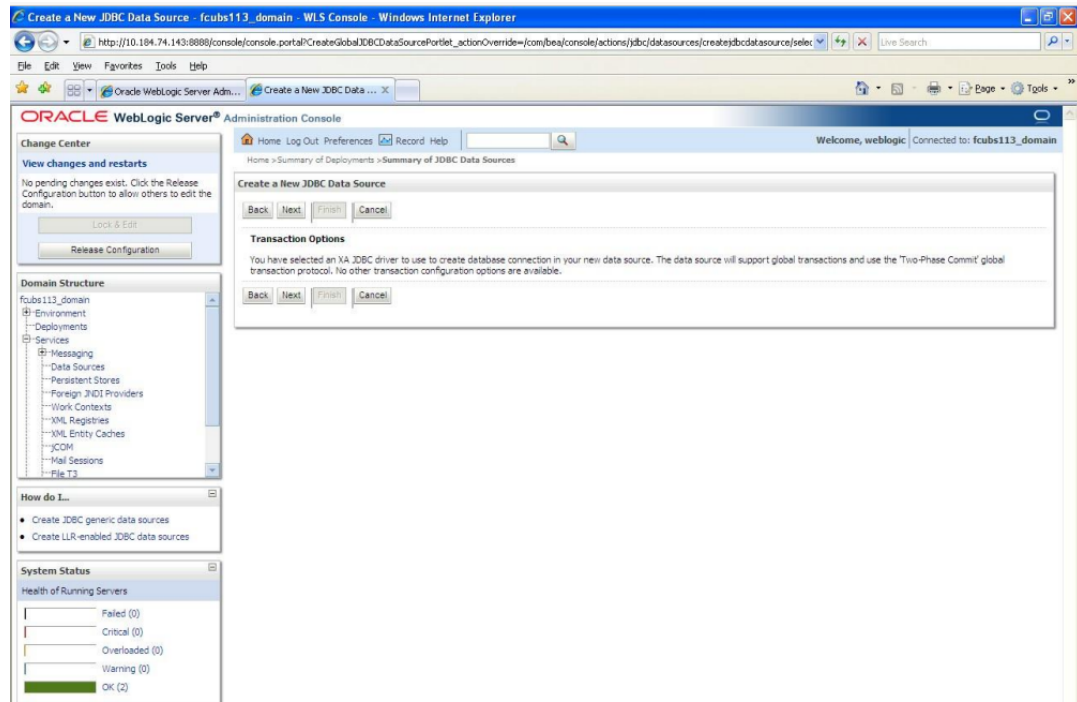 Create a New JDBC Data Source - fcubs113_domain - WLS Console - Windows Internet Explorer
http://10.184.74.143:8888/console/console.portal?CreateGlobalJDBCDataSourcePortlet_actionOverride=/com/bea/console/actions/jdbc/datasources/createjdbcdatasource/selec
Live Search
File Edit View Favorites Tools Help
Oracle WebLogic Server Adm...
Create a New JDBC Data ... X
Page Tools
ORACLE WebLogic Server® Administration Console
Change Center
View changes and restarts
No pending changes exist. Click the Release
Configuration button to allow others to edit the
domain.
Lock & Edit
Release Configuration
Domain Structure
fcubs113_domain
Environment
Deployments
Services
Messaging
Data Sources
Persistent Stores
Foreign JNDI Providers
Work Contexts
XML Registries
XML Entity Caches
jCOM
Mail Sessions
File T3
How do I...
Create JDBC generic data sources
Create LLR-enabled JDBC data sources
System Status
Health of Running Servers
Failed (0)
Critical (0)
Overloaded (0)
Warning (0)
OK (2)
Home Log Out Preferences Record Help
Welcome, weblogic Connected to: fcubs113_domain
Home >Summary of Deployments >Summary of JDBC Data Sources
Create a New JDBC Data Source
Back Next Finish Cancel
Transaction Options
You have selected an XA JDBC driver to use to create database connection in your new data source. The data source will support global transactions and use the 'Two-Phase Commit' global
transaction protocol. No other transaction configuration options are available.
Back Next Finish Cancel